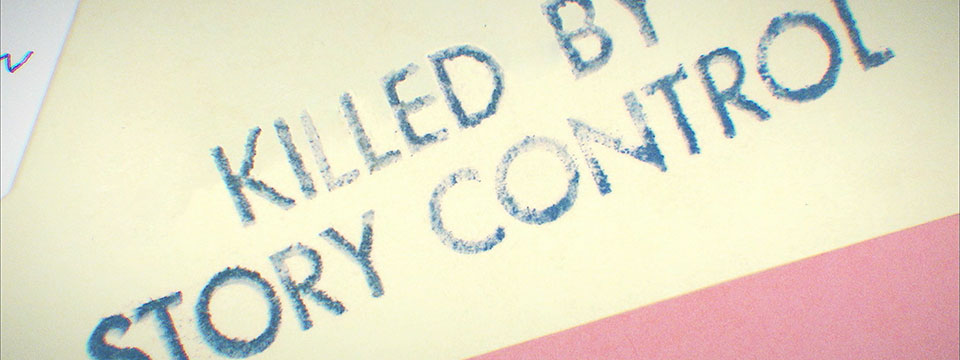 KILLED BY
STORY CONTROL